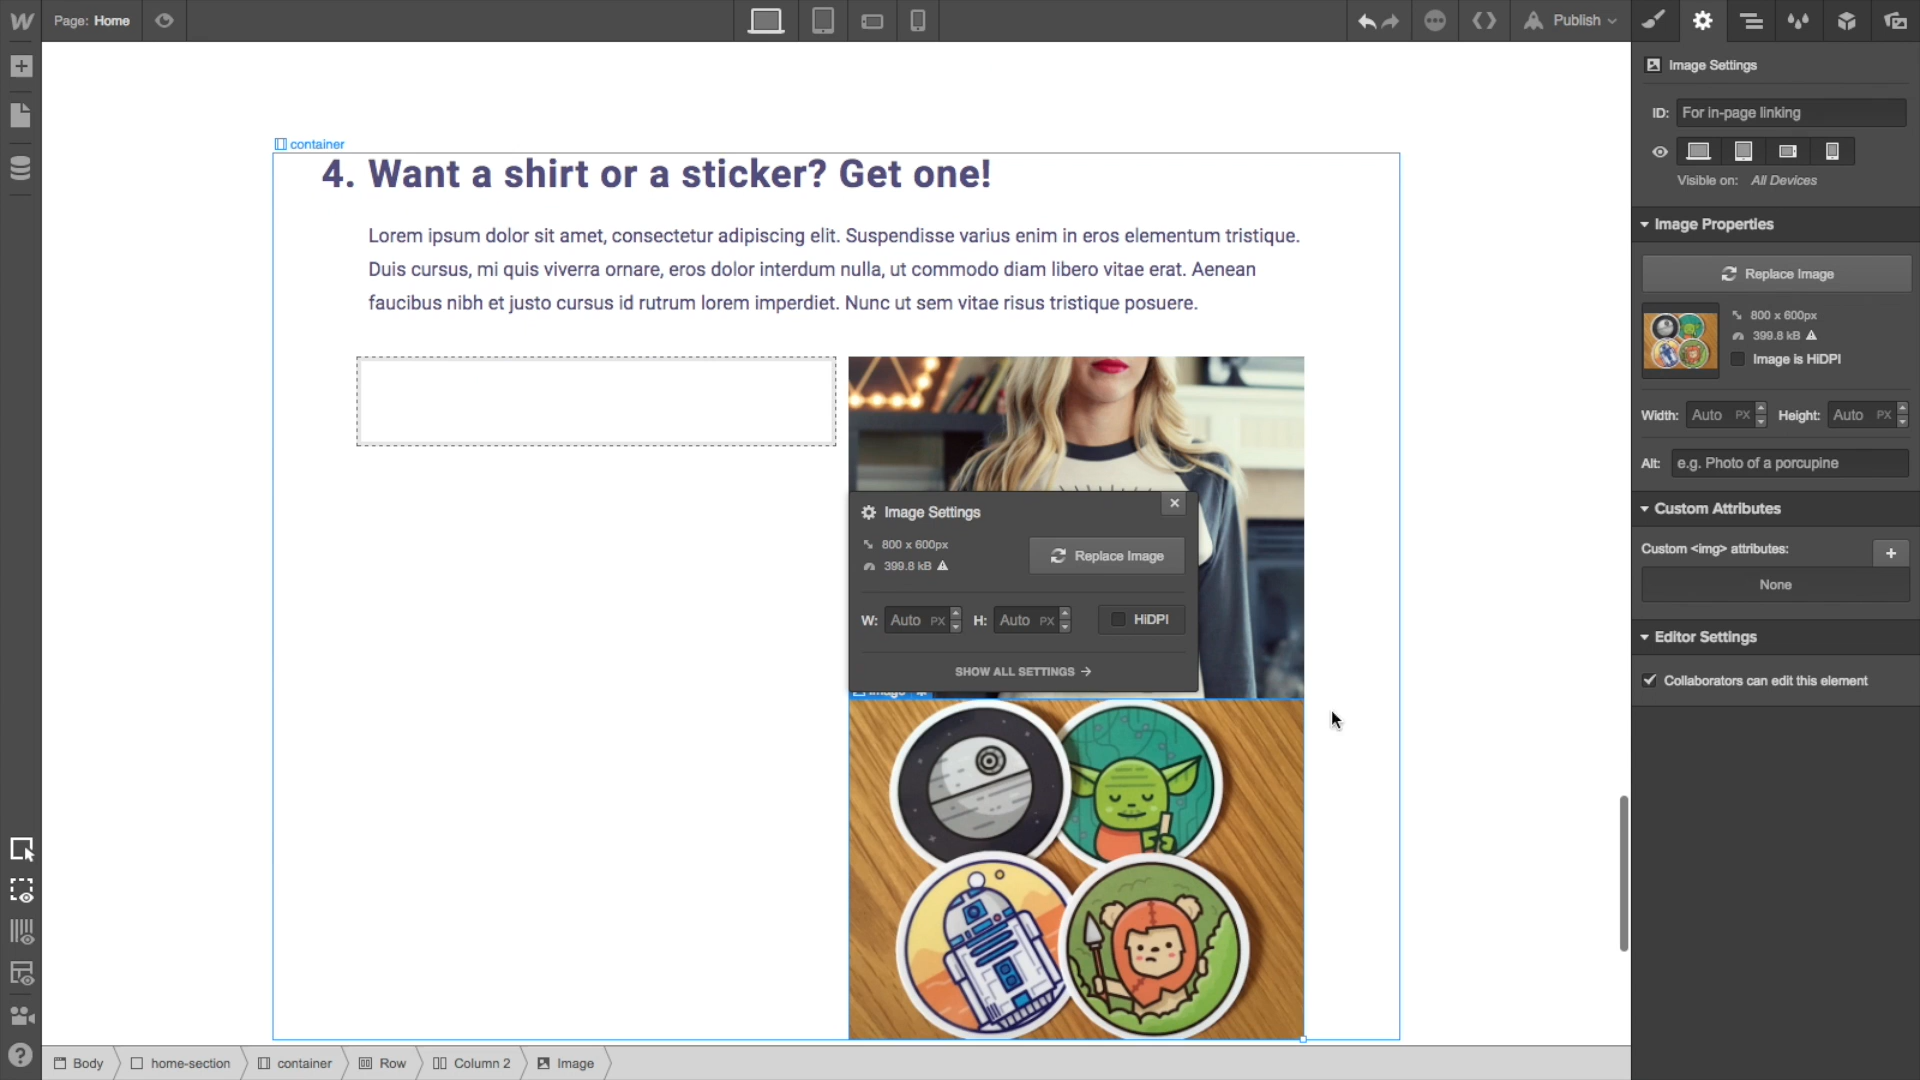 Page: Home
Publish
Image Settings
ID: For in-page linking
Visible on: All Devices
Image Properties
Replace Image
800 x 600px
399.8 kB
Image is HiDPI
Width: Auto PX Height: Auto PX
Alt: e.g. Photo of a porcupine
Custom Attributes
Custom <img> attributes:
None
Editor Settings
Collaborators can edit this element
container
4. Want a shirt or a sticker? Get one!
Lorem ipsum dolor sit amet, consectetur adipiscing elit. Suspendisse varius enim in eros elementum tristique.
Duis cursus, mi quis viverra ornare, eros dolor interdum nulla, ut commodo diam libero vitae erat. Aenean
faucibus nibh et justo cursus id rutrum lorem imperdiet. Nunc ut sem vitae risus tristique posuere.
Image Settings
800 x 600px
399.8 kB
Replace Image
W: Auto PX H: Auto PX HiDPI
SHOW ALL SETTINGS →
Image
Body home-section container Row Column 2 Image